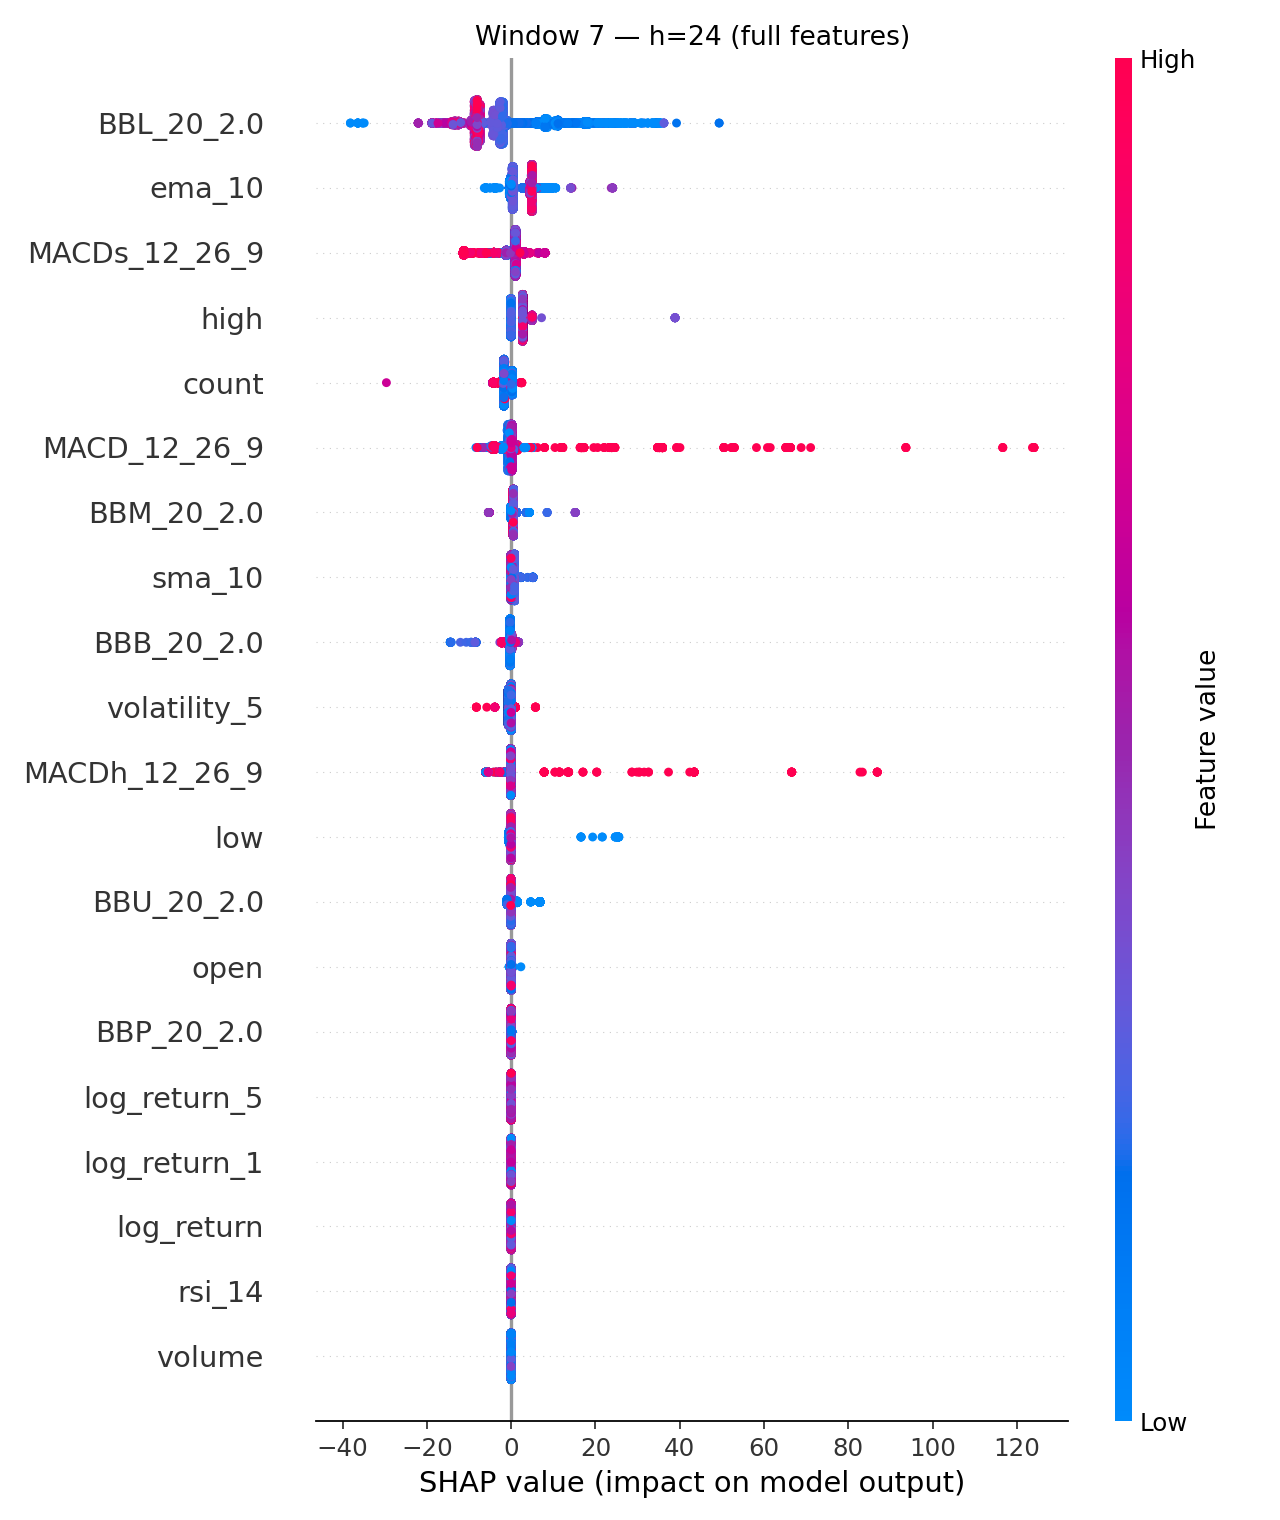 Window 7 — h=24 (full features)
High
BBL_20_2.0
ema_10
MACDs_12_26_9
high
count
MACD_12_26_9
BBM_20_2.0
sma_10
BBB_20_2.0
volatility_5
MACDh_12_26_9
low
BBU_20_2.0
open
BBP_20_2.0
log_return_5
log_return_1
log_return
rsi_14
volume
Feature value
Low
−40 −20 0 20 40 60 80 100 120
SHAP value (impact on model output)